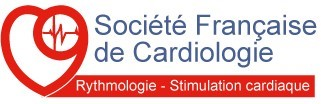 Société Française
de Cardiologie
Rythmologie - Stimulation cardiaque